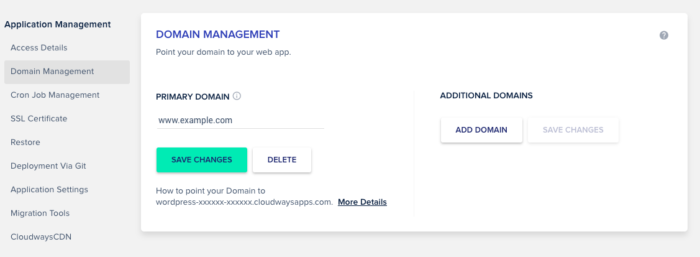 Application Management
Access Details
Domain Management
Cron Job Management
SSL Certificate
Restore
Deployment Via Git
Application Settings
Migration Tools
CloudwaysCDN
DOMAIN MANAGEMENT
Point your domain to your web app.
PRIMARY DOMAIN
www.example.com
SAVE CHANGES
DELETE
How to point your Domain to
wordpress-xxxxxx-xxxxxx.cloudwaysapps.com. More Details
ADDITIONAL DOMAINS
ADD DOMAIN
SAVE CHANGES